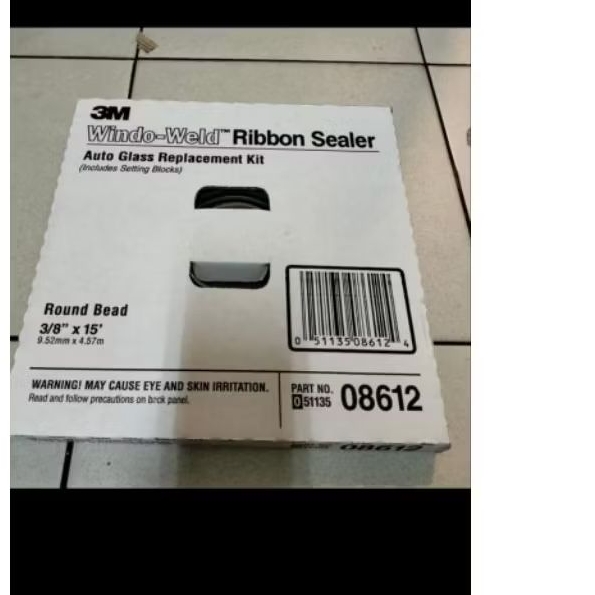 3M
Windo-Weld™ Ribbon Sealer
Auto Glass Replacement Kit
(Includes Setting Blocks)
Round Bead
3/8" x 15'
9.52mm x 4.57m
0 51135 08612 4
WARNING! MAY CAUSE EYE AND SKIN IRRITATION.
Read and follow precautions on back panel.
PART NO.
0 51135 08612
08612